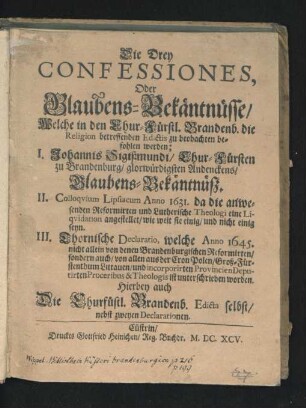 Die Drey
CONFESSIONES,
Oder
Glaubens-Bekäntnüsse/
Welche in den Chur-Fürstl. Brandenb. die
Religion betreffenden Edictis zu beobachten be-
fohlen werden:
I. Johannis Sigismundi/ Chur-Fürsten
zu Brandenburg/ glorwürdigsten Andenckens/
Glaubens-Bekäntnüß.
II. Colloqvium Lipsiacum Anno 1631. da die anwe-
senden Reformirten und Lutherische Theologi eine Li-
qvidation angestellet/ wie weit sie einig/ und nicht einig
seyn.
III. Thornische Declaratio, welche Anno 1645.
nicht allein von denen Brandenburgischen Reformirten/
sondern auch/ von allen aus der Cron Polen/ Groß-Für-
stenthum Litauen/ und incorporirten Provincien Depu-
tirten Proceribus & Theologis ist unterschrieben worden
Hierbey auch
Die Churfüstl. Brandenb. Edicta selbst/
nebst zweyen Declarationen.
Cüstrin/
Druckts Gottfried Heinichen/ Reg. Buchdr. M. DC. XCV.